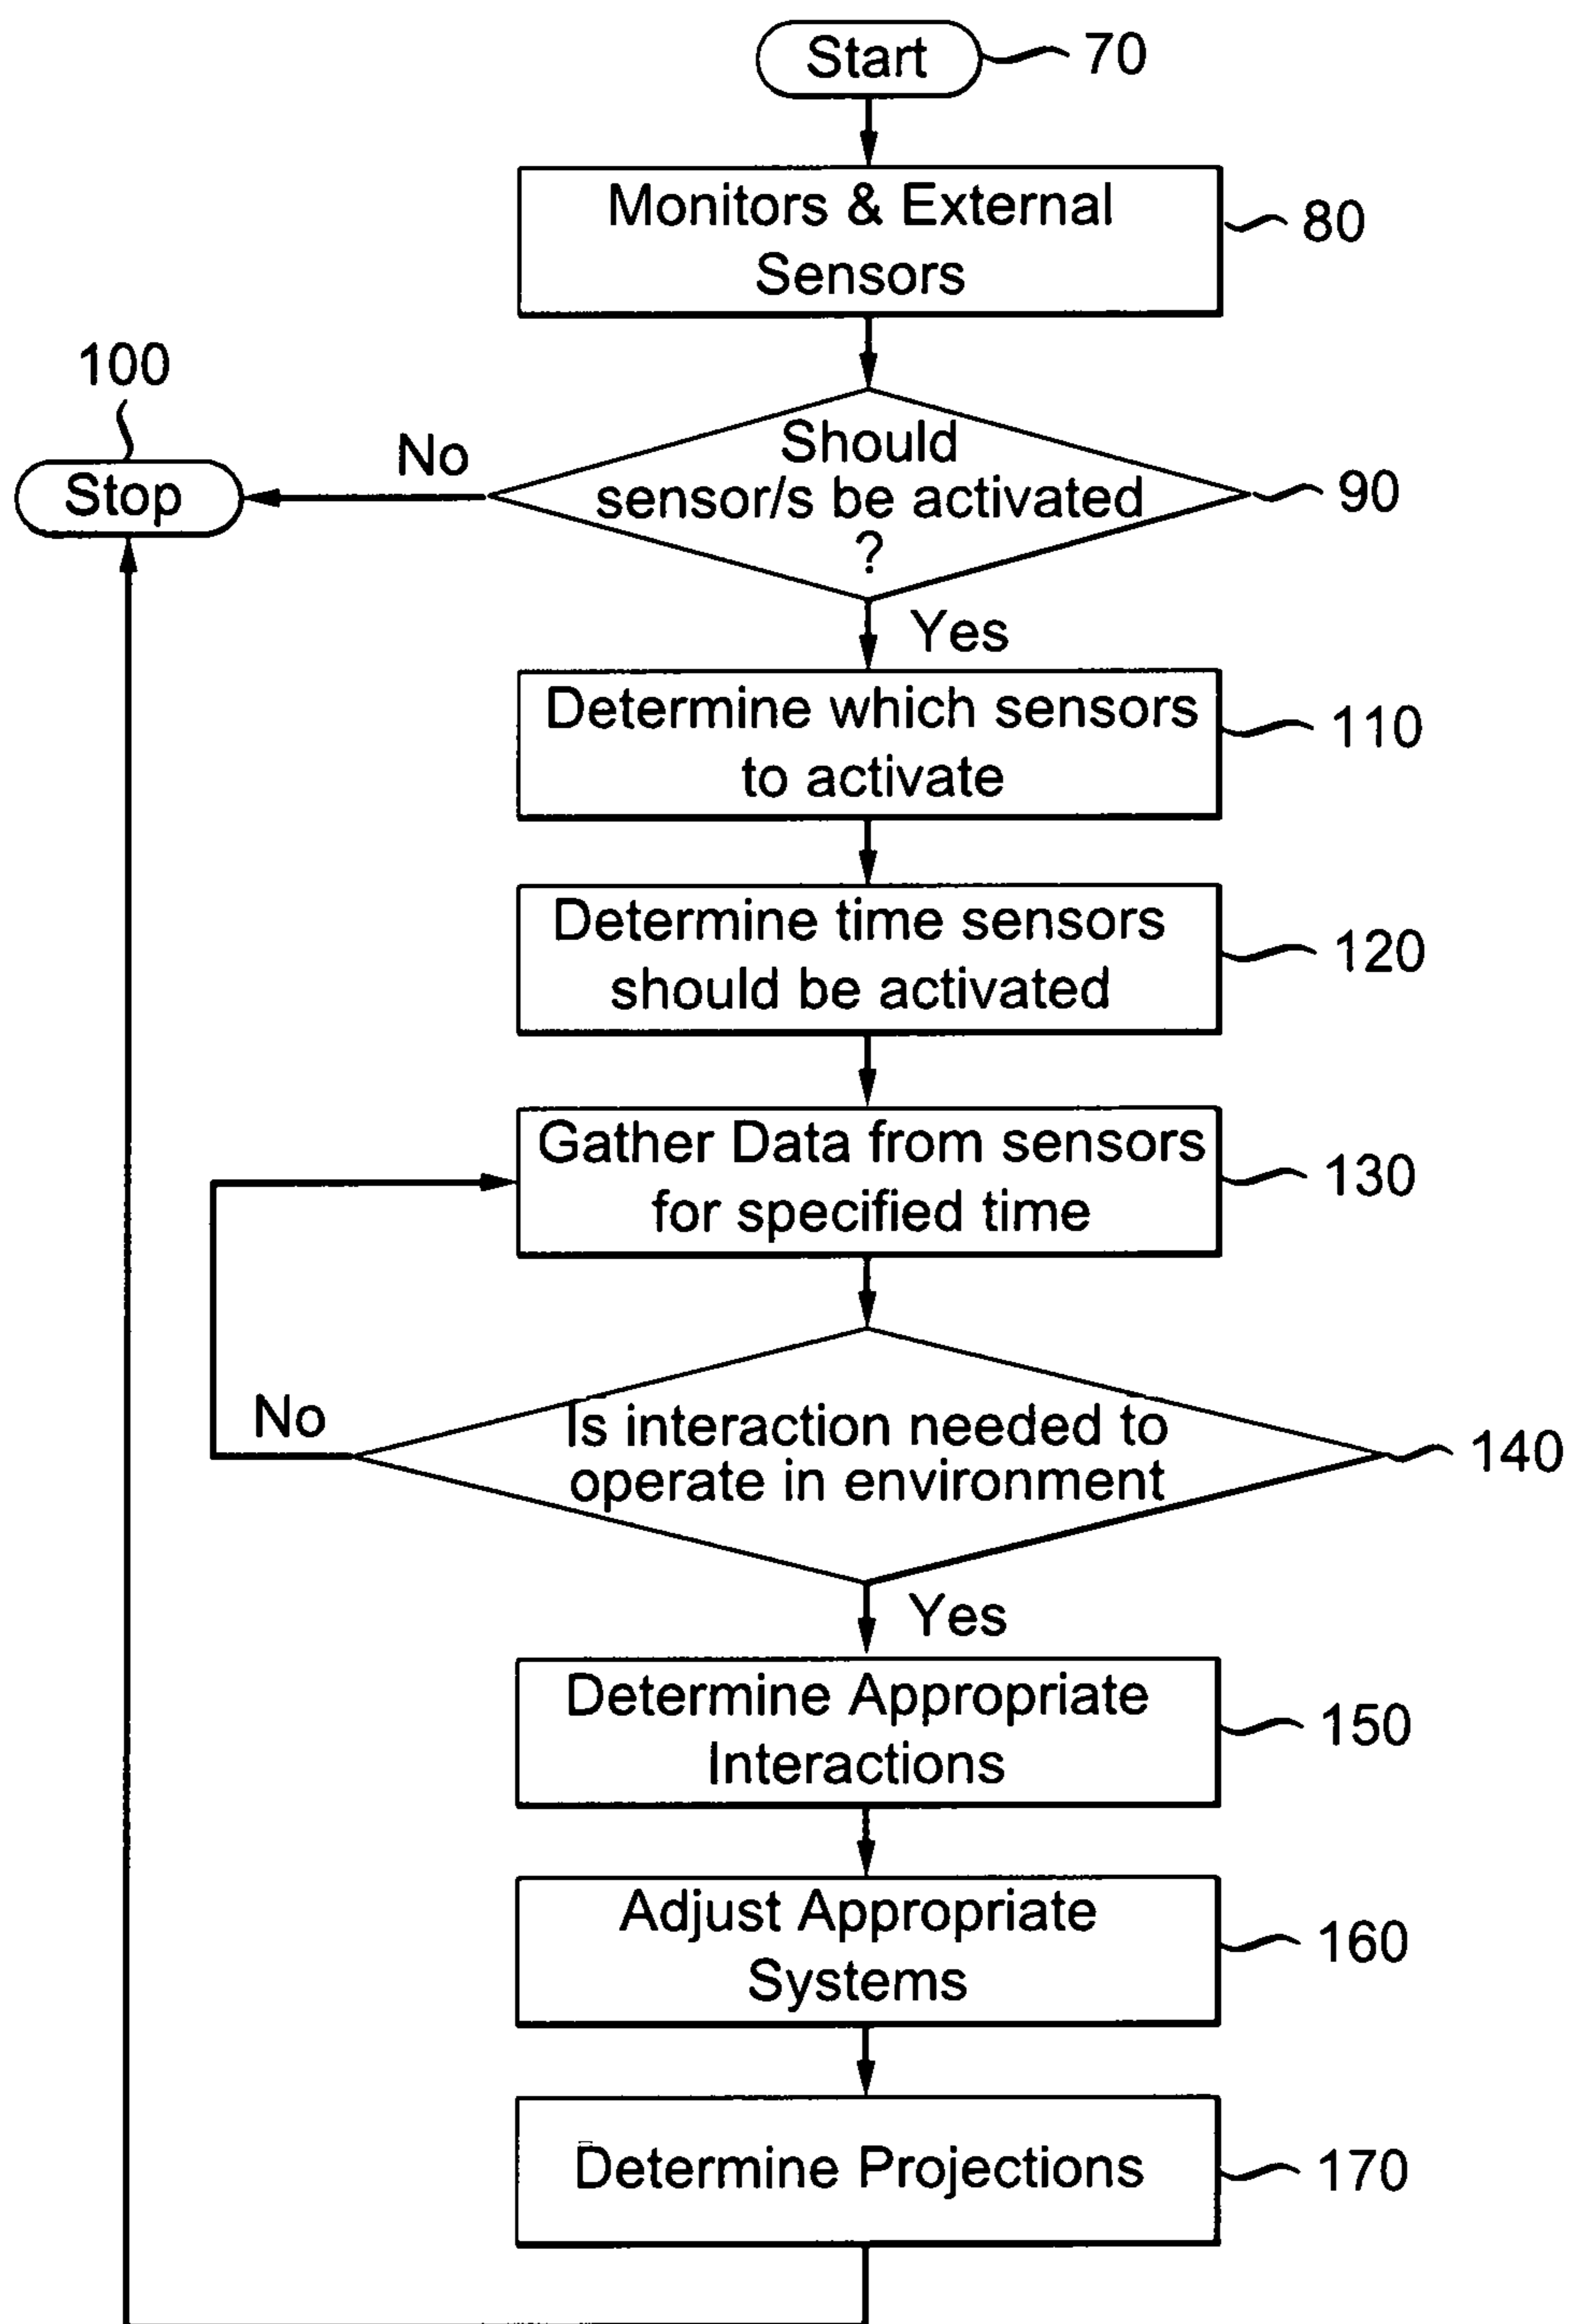 Start
70
Monitors & External
Sensors
80
100
Stop
No
Should
sensor/s be activated
?
90
Yes
Determine which sensors
to activate
110
Determine time sensors
should be activated
120
Gather Data from sensors
for specified time
130
No
Is interaction needed to
operate in environment
140
Yes
Determine Appropriate
Interactions
150
Adjust Appropriate
Systems
160
Determine Projections
170